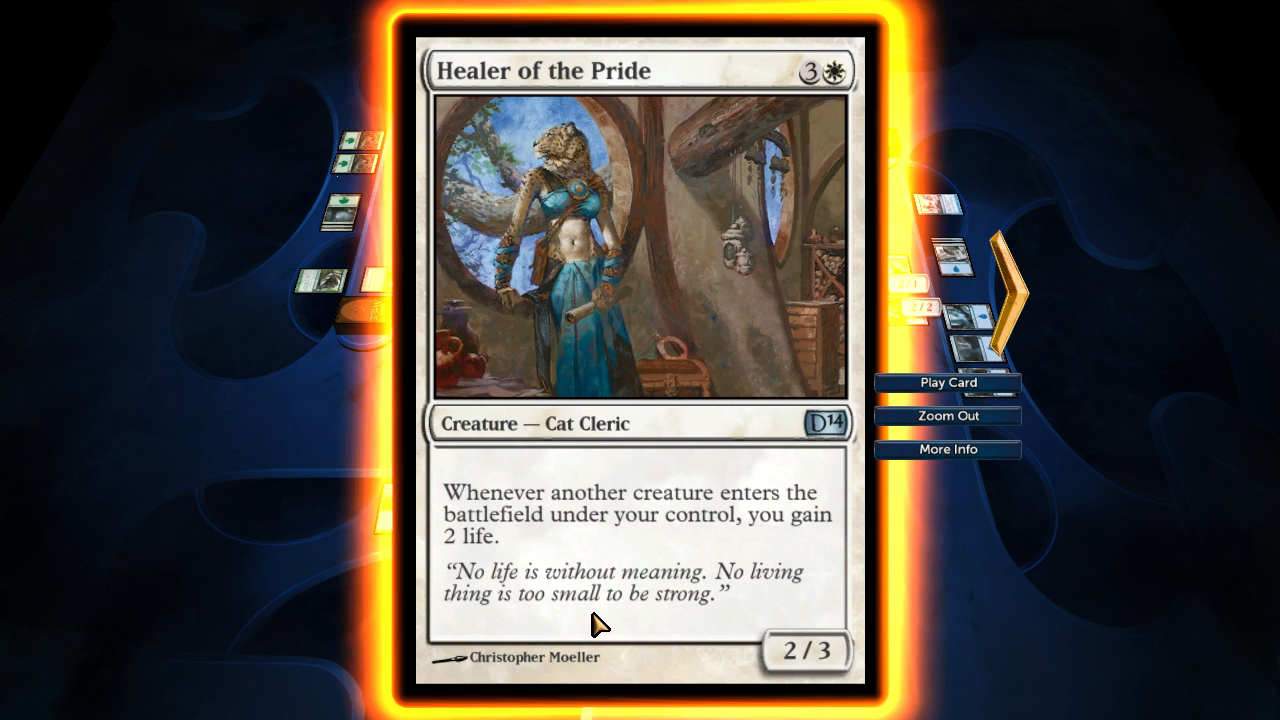 Healer of the Pride 3
Creature — Cat Cleric D14
Whenever another creature enters the
battlefield under your control, you gain
2 life.
“No life is without meaning. No living
thing is too small to be strong.”
2 / 3
Christopher Moeller
2 / 2
Play Card
Zoom Out
More Info